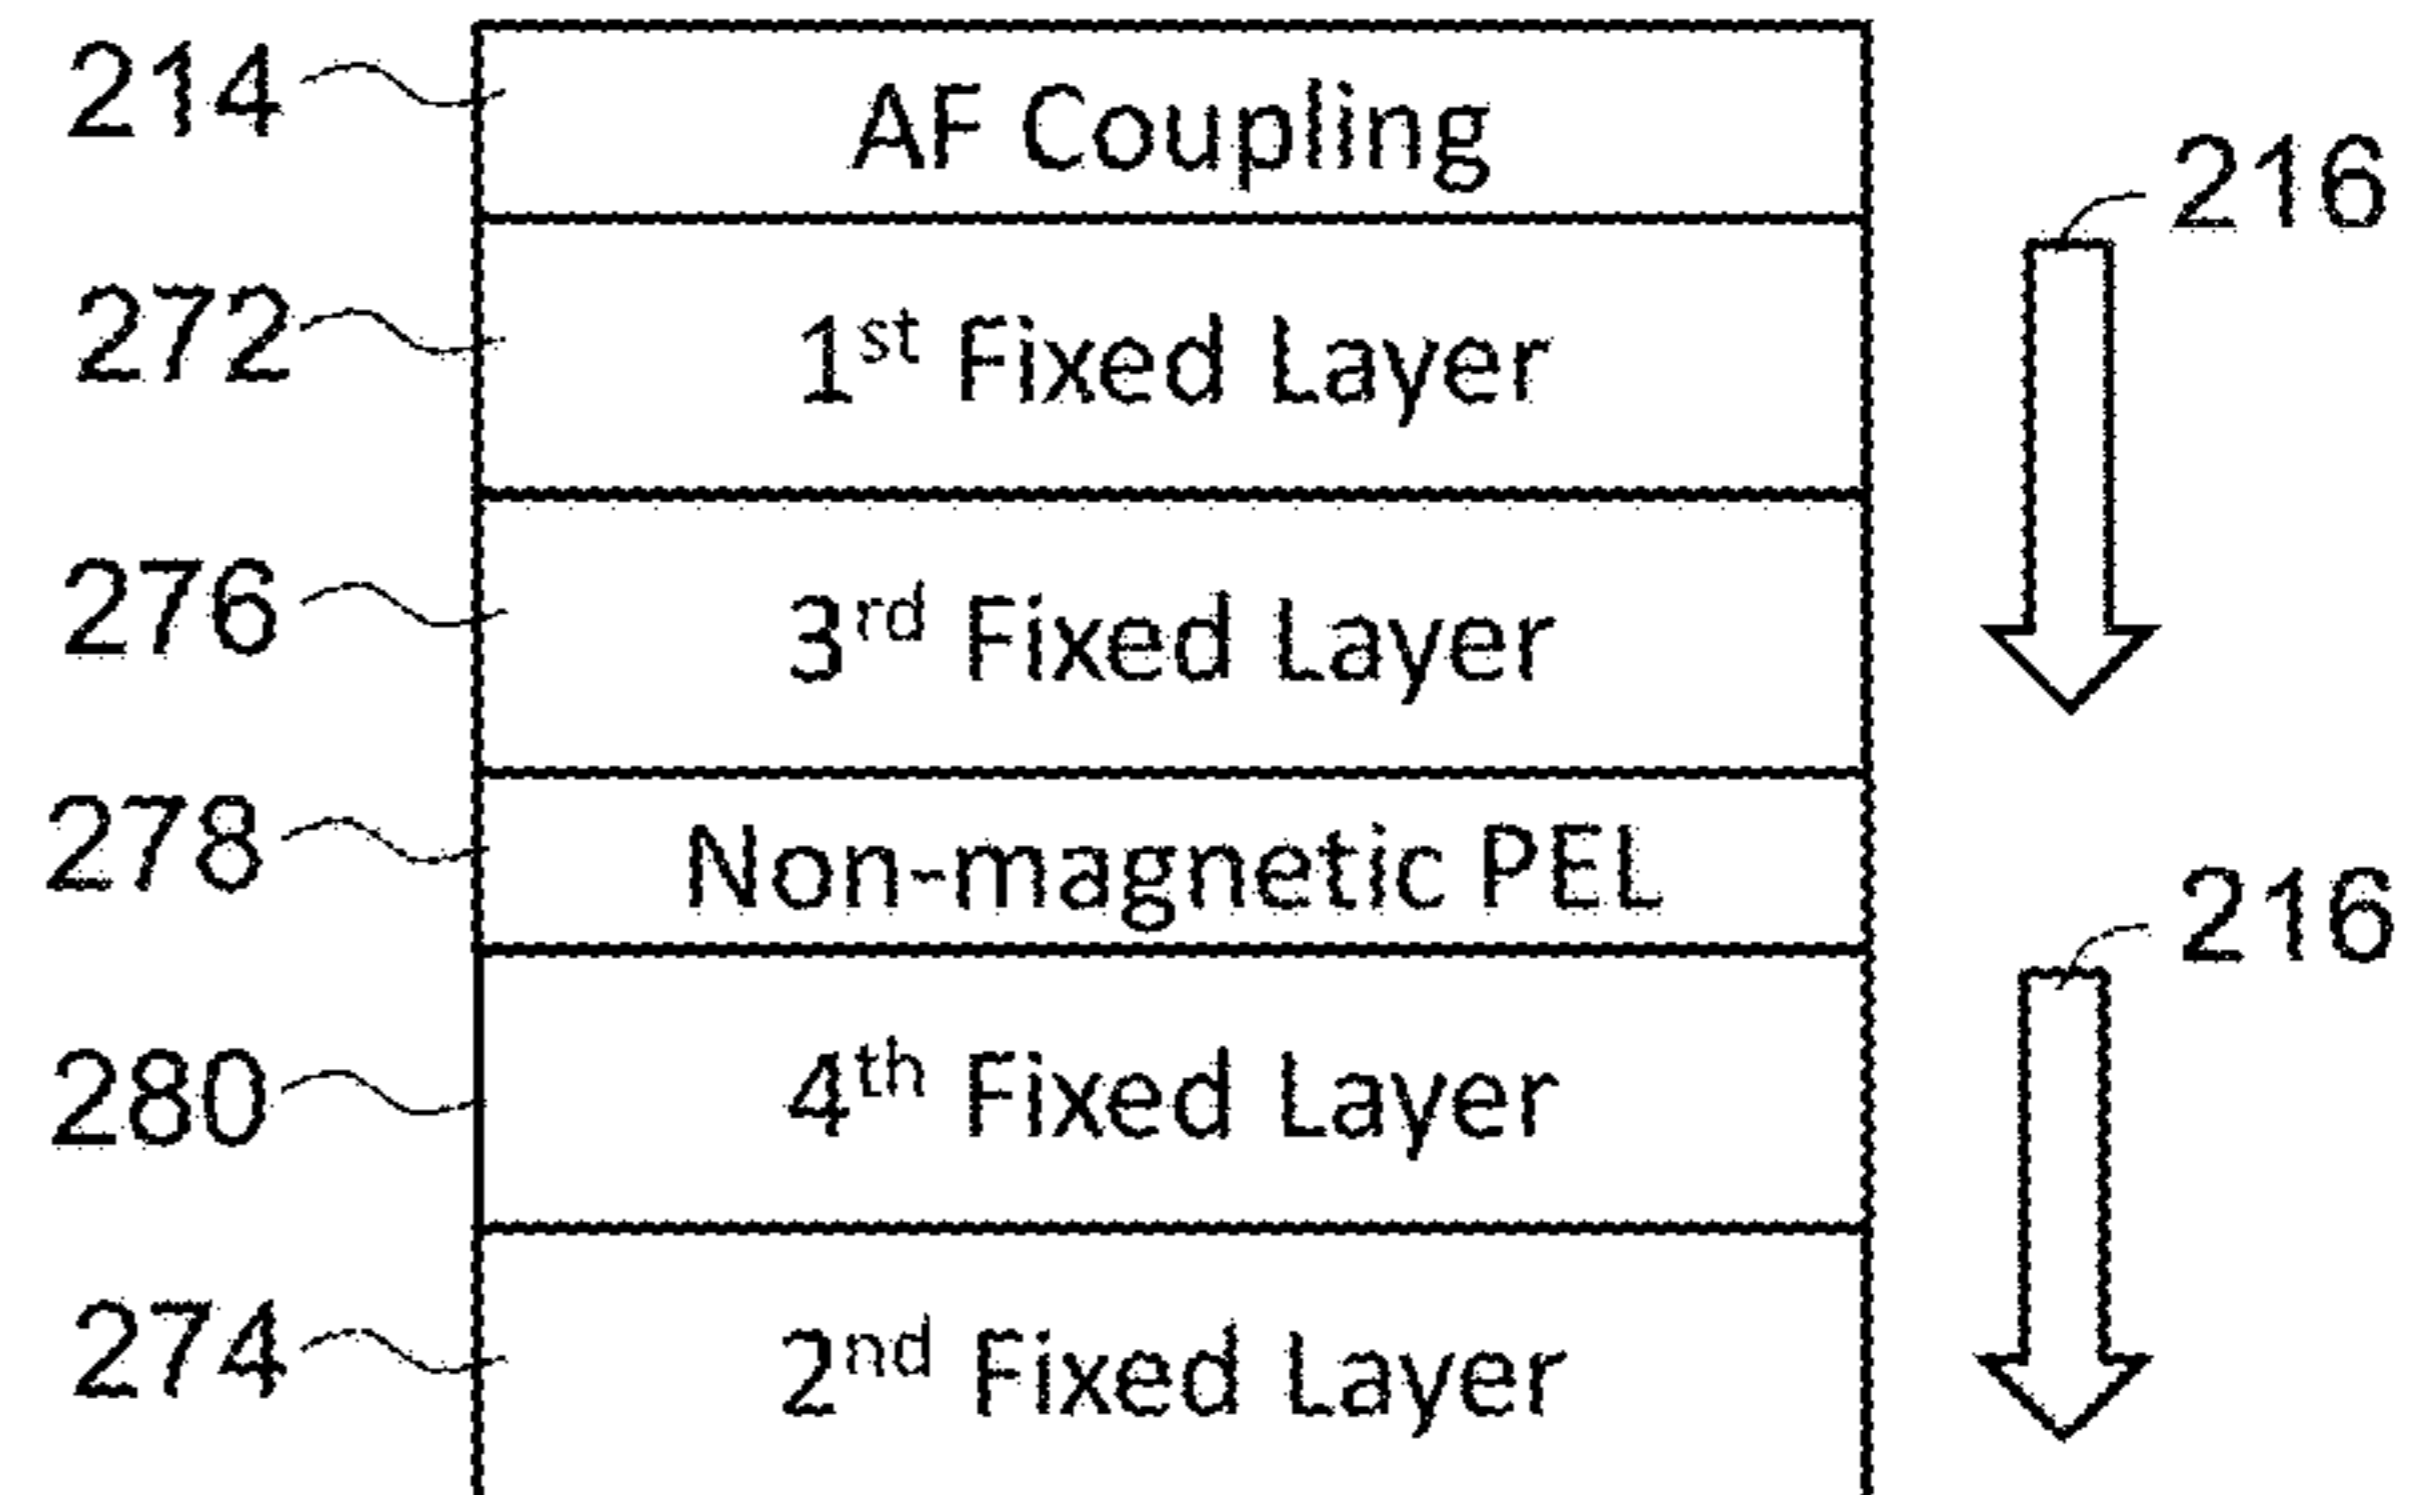 214 AF Coupling
216
272 1st Fixed Layer
276 3rd Fixed Layer
278 Non-magnetic PEL
216
280 4th Fixed Layer
274 2nd Fixed Layer